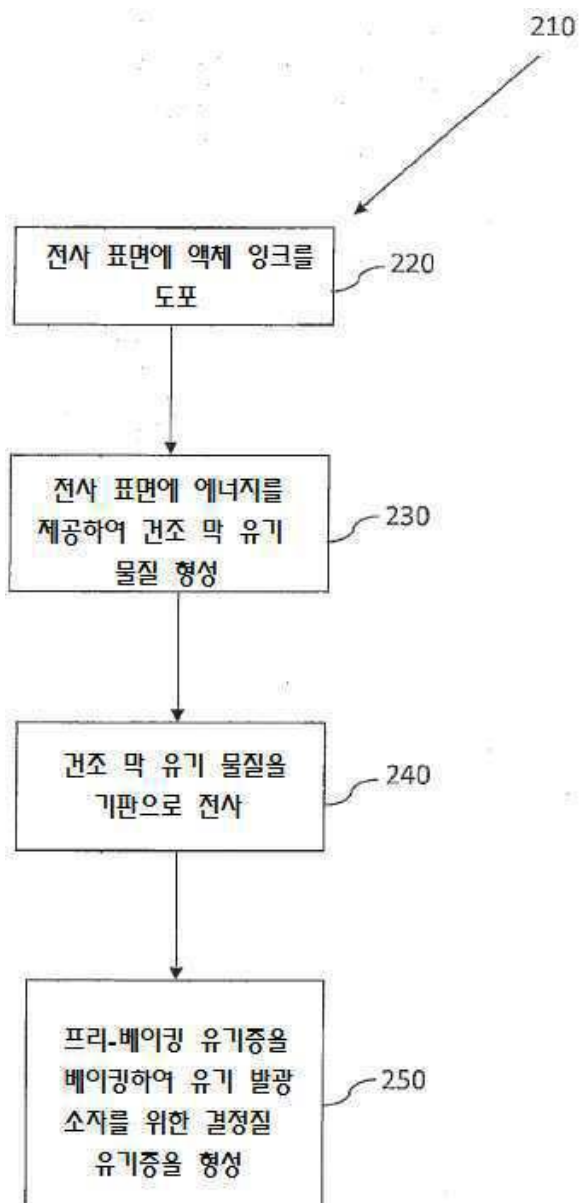 210
전사 표면에 액체 잉크를
도포
220
전사 표면에 에너지를
제공하여 건조 막 유기
물질 형성
230
건조 막 유기 물질을
기판으로 전사
240
프리-베이킹 유기층을
베이킹하여 유기 발광
소자를 위한 결정질
유기층을 형성
250